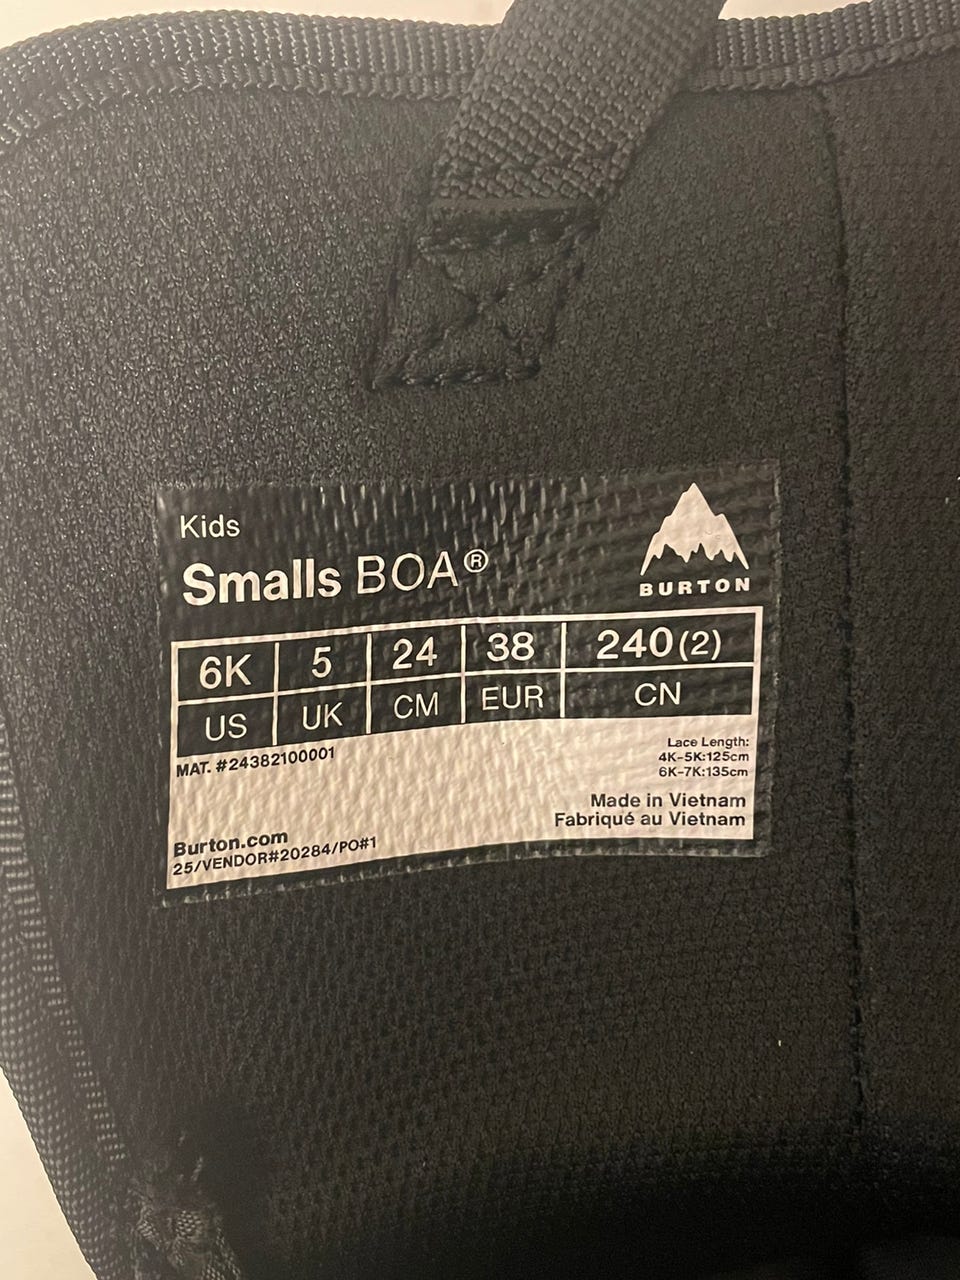 Kids
Smalls BOA®
BURTON
6K 5 24 38 240(2)
US UK CM EUR CN
MAT. #24382100001
Lace Length:
4K-5K:125cm
6K-7K:135cm
Made in Vietnam
Fabriqué au Vietnam
Burton.com
25/VENDOR#20284/PO#1